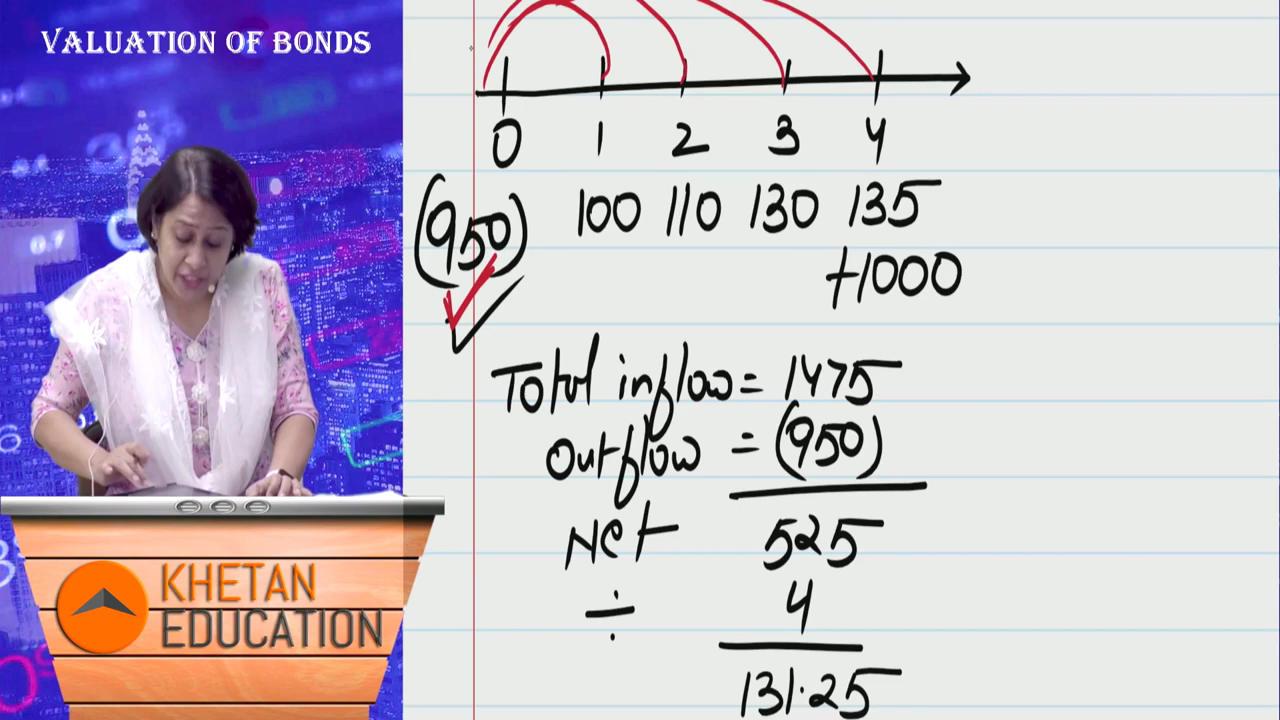 VALUATION OF BONDS
0 1 2 3 4
(950) 100 110 130 135
+1000
Total inflow = 1475
Outflow = (950)
Net 525
÷ 4
131.25
KHETAN
EDUCATION